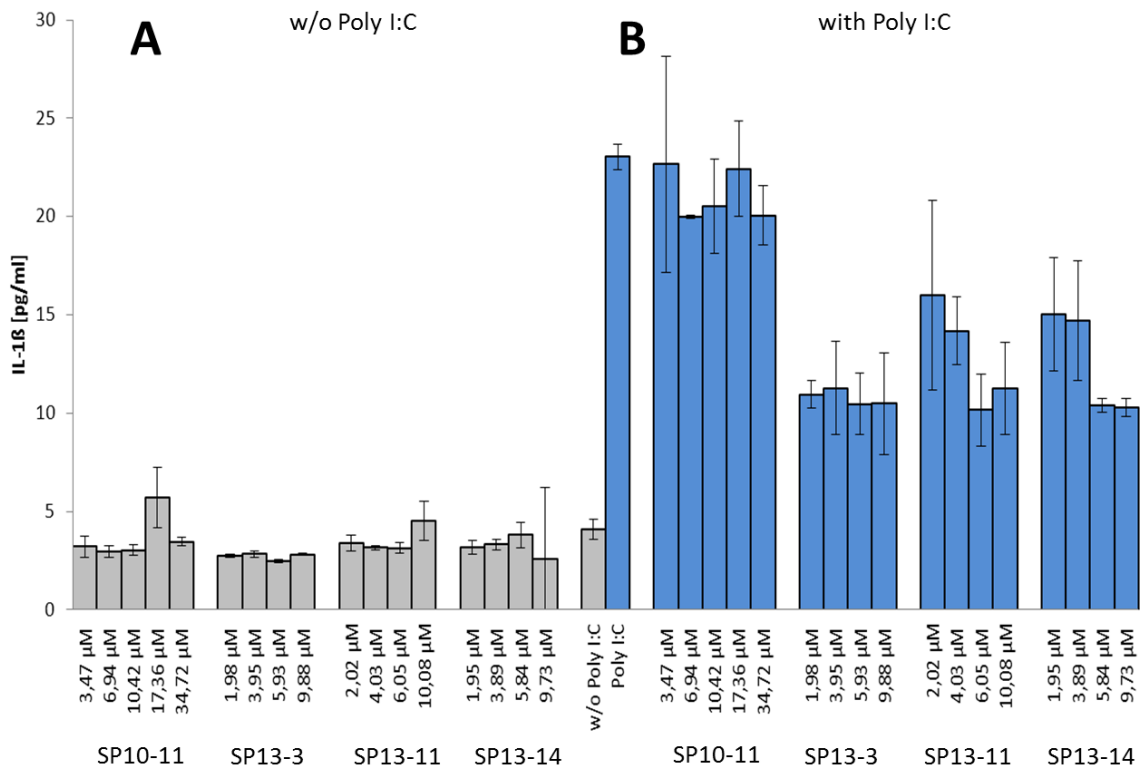 A
w/o Poly I:C
B
with Poly I:C
IL-1ß [pg/ml]
30
25
20
15
10
5
0
3,47 µM
6,94 µM
10,42 µM
17,36 µM
34,72 µM
1,98 µM
3,95 µM
5,93 µM
9,88 µM
2,02 µM
4,03 µM
6,05 µM
10,08 µM
1,95 µM
3,89 µM
5,84 µM
9,73 µM
w/o Poly I:C
Poly I:C
3,47 µM
6,94 µM
10,42 µM
17,36 µM
34,72 µM
1,98 µM
3,95 µM
5,93 µM
9,88 µM
2,02 µM
4,03 µM
6,05 µM
10,08 µM
1,95 µM
3,89 µM
5,84 µM
9,73 µM
SP10-11
SP13-3
SP13-11
SP13-14
SP10-11
SP13-3
SP13-11
SP13-14